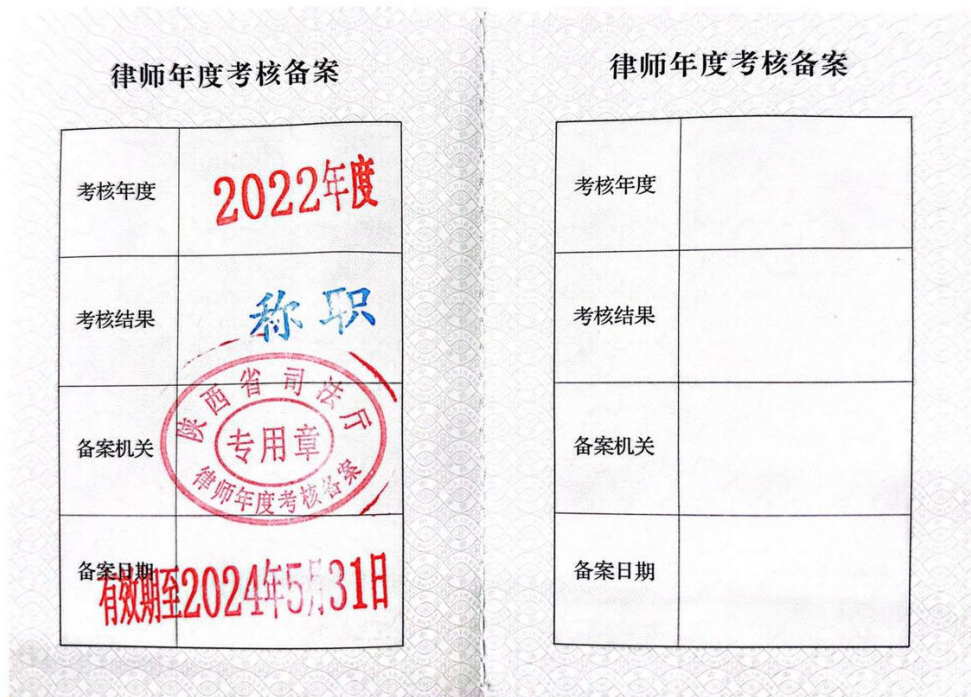 律师年度考核备案
考核年度
2022年度
考核结果
称职
备案机关
陕西省司法厅
专用章
律师年度考核备案
备案日期
有效期至2024年5月31日
律师年度考核备案
考核年度
考核结果
备案机关
备案日期